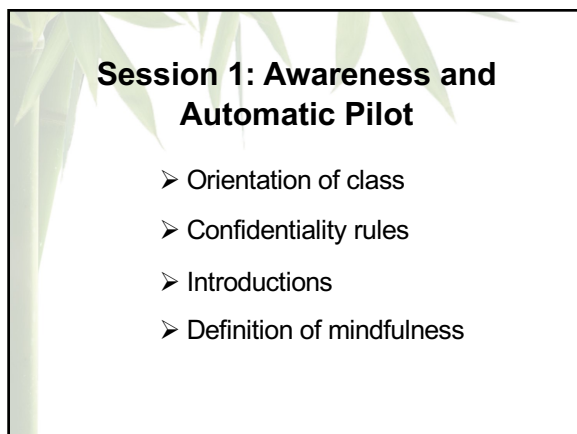 Session 1: Awareness and
Automatic Pilot
➢ Orientation of class
➢ Confidentiality rules
➢ Introductions
➢ Definition of mindfulness